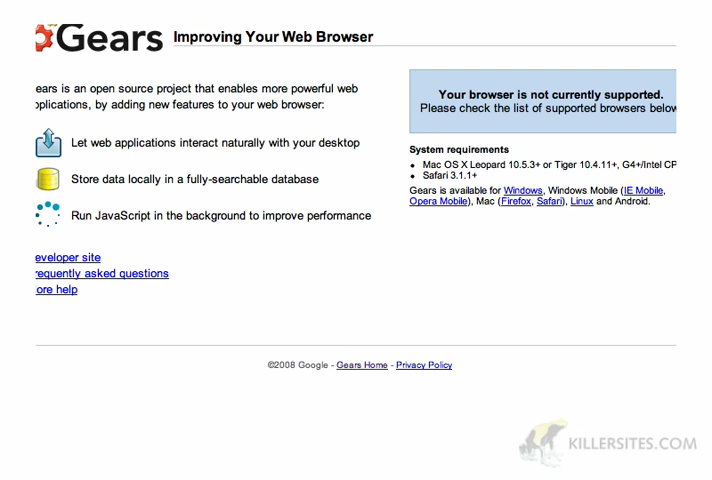 Gears Improving Your Web Browser
ears is an open source project that enables more powerful web
pplications, by adding new features to your web browser:
Let web applications interact naturally with your desktop
Store data locally in a fully-searchable database
Run JavaScript in the background to improve performance
eveloper site
requently asked questions
ore help
Your browser is not currently supported.
Please check the list of supported browsers below
System requirements
• Mac OS X Leopard 10.5.3+ or Tiger 10.4.11+, G4+/Intel CP
• Safari 3.1.1+
Gears is available for Windows, Windows Mobile (IE Mobile,
Opera Mobile), Mac (Firefox, Safari), Linux and Android.
©2008 Google - Gears Home - Privacy Policy
KILLERSITES.COM